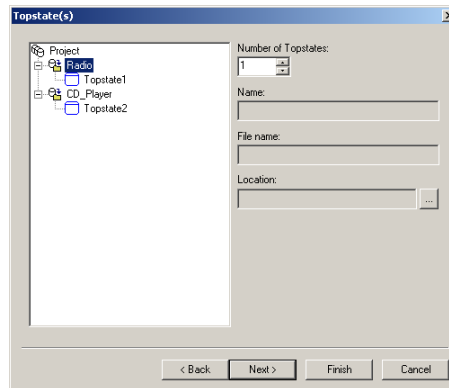 Topstate(s)
Project
Radio
Topstate1
CD_Player
Topstate2
Number of Topstates:
1
Name:
File name:
Location:
...
< Back
Next >
Finish
Cancel